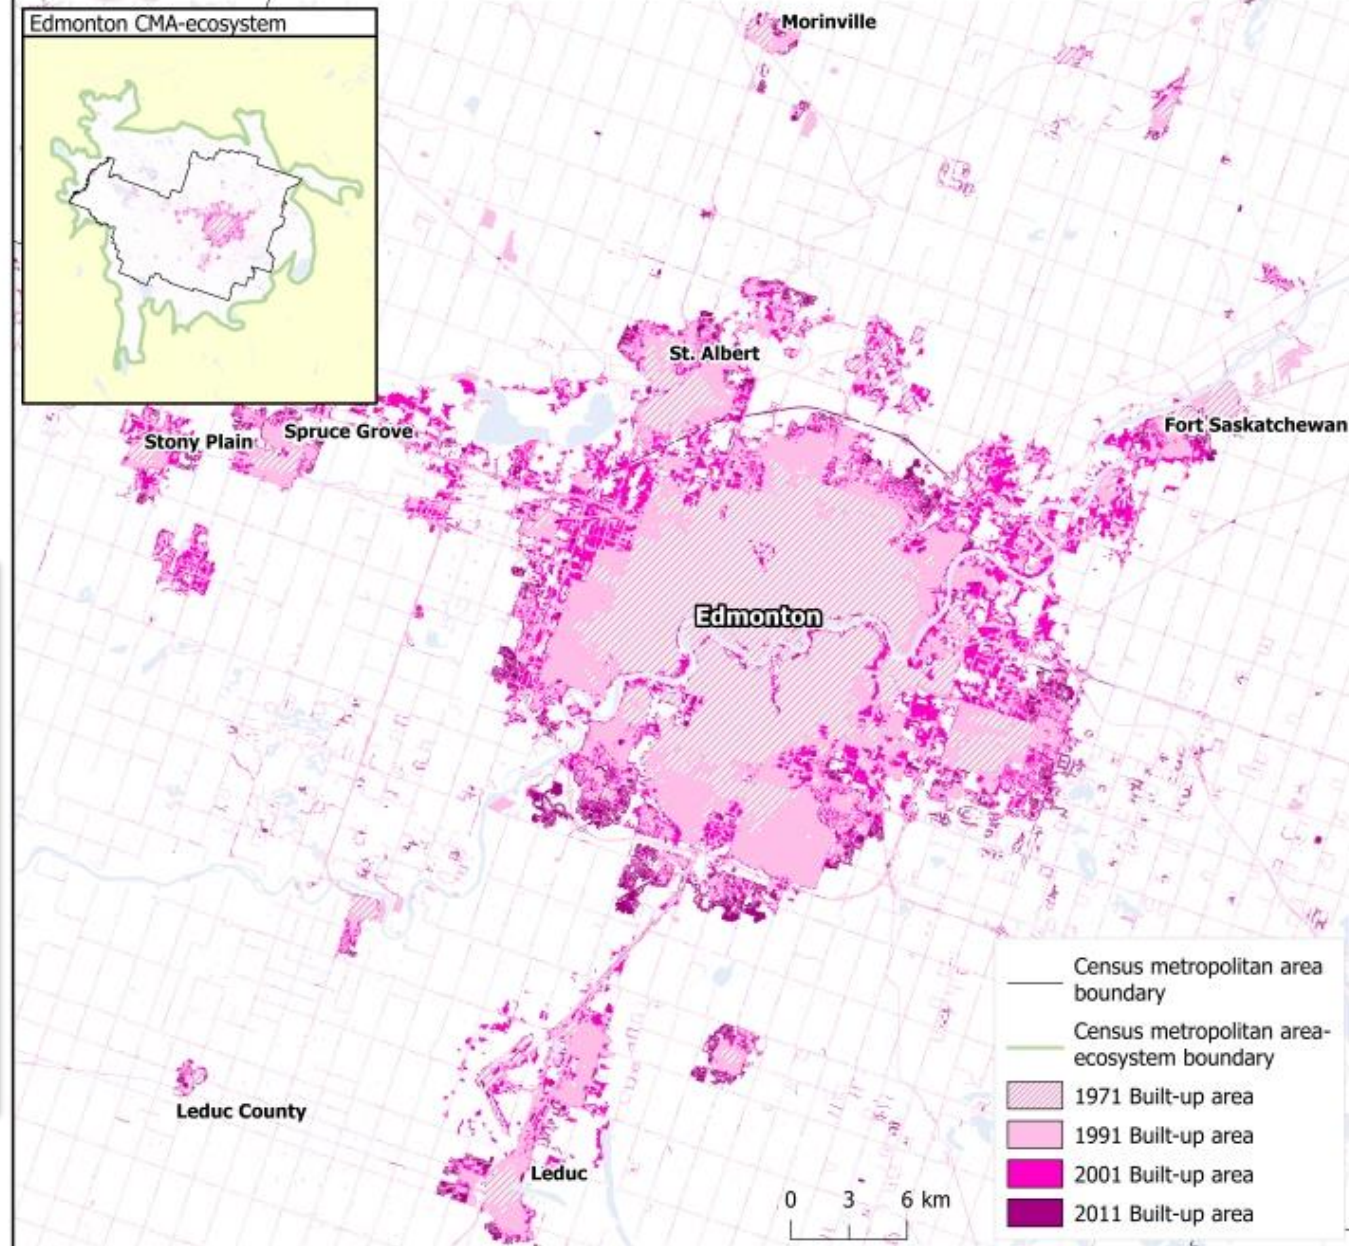 Edmonton CMA-ecosystem
Morinville
St. Albert
Stony Plain
Spruce Grove
Fort Saskatchewan
Edmonton
Leduc County
Leduc
0 3 6 km
Census metropolitan area
boundary
Census metropolitan area-
ecosystem boundary
1971 Built-up area
1991 Built-up area
2001 Built-up area
2011 Built-up area